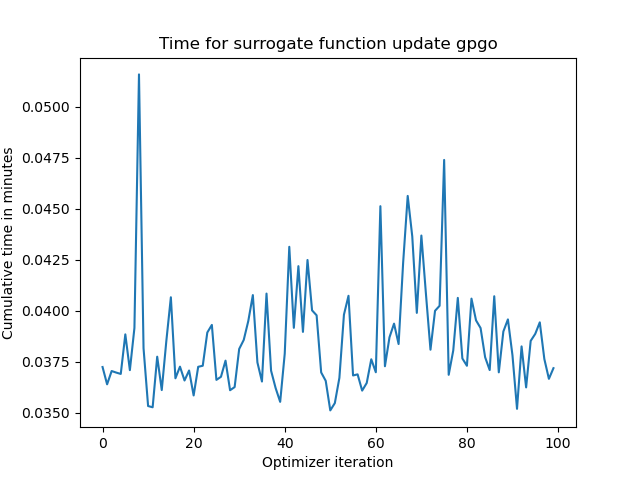 Time for surrogate function update gpgo
Cumulative time in minutes
0.0500
0.0475
0.0450
0.0425
0.0400
0.0375
0.0350
0 20 40 60 80 100
Optimizer iteration